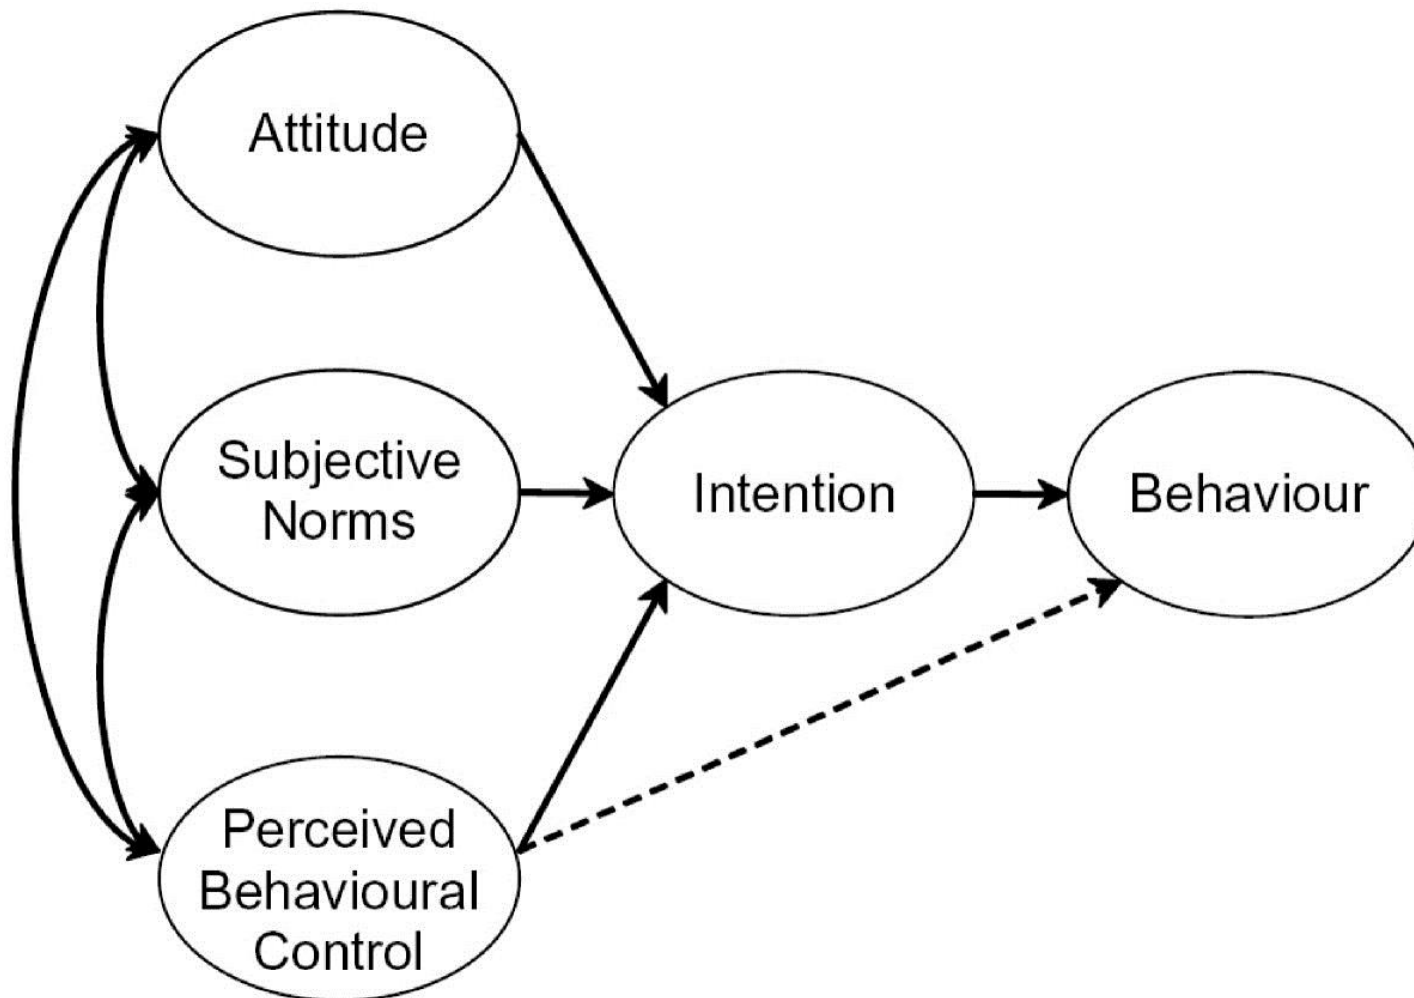 Attitude
Subjective
Norms
Intention
Behaviour
Perceived
Behavioural
Control